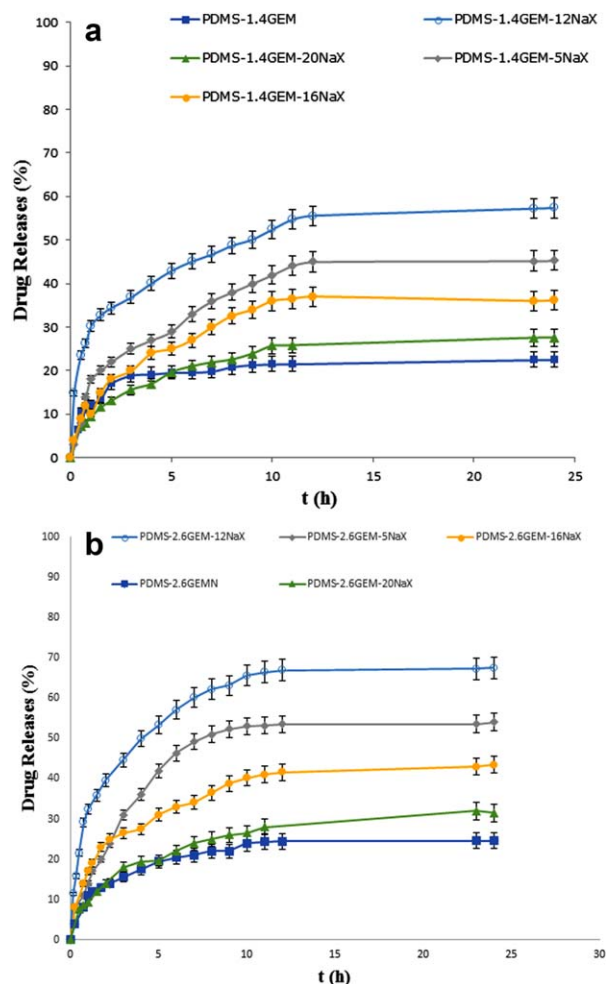 a
PDMS-1.4GEM PDMS-1.4GEM-12NaX
PDMS-1.4GEM-20NaX PDMS-1.4GEM-5NaX
PDMS-1.4GEM-16NaX
Drug Releases (%)
100
90
80
70
60
50
40
30
20
10
0
0 5 10 15 20 25
t (h)
b
PDMS-2.6GEM-12NaX PDMS-2.6GEM-5NaX PDMS-2.6GEM-16NaX
PDMS-2.6GEMN PDMS-2.6GEM-20NaX
Drug Releases (%)
100
90
80
70
60
50
40
30
20
10
0
0 5 10 15 20 25 30
t (h)